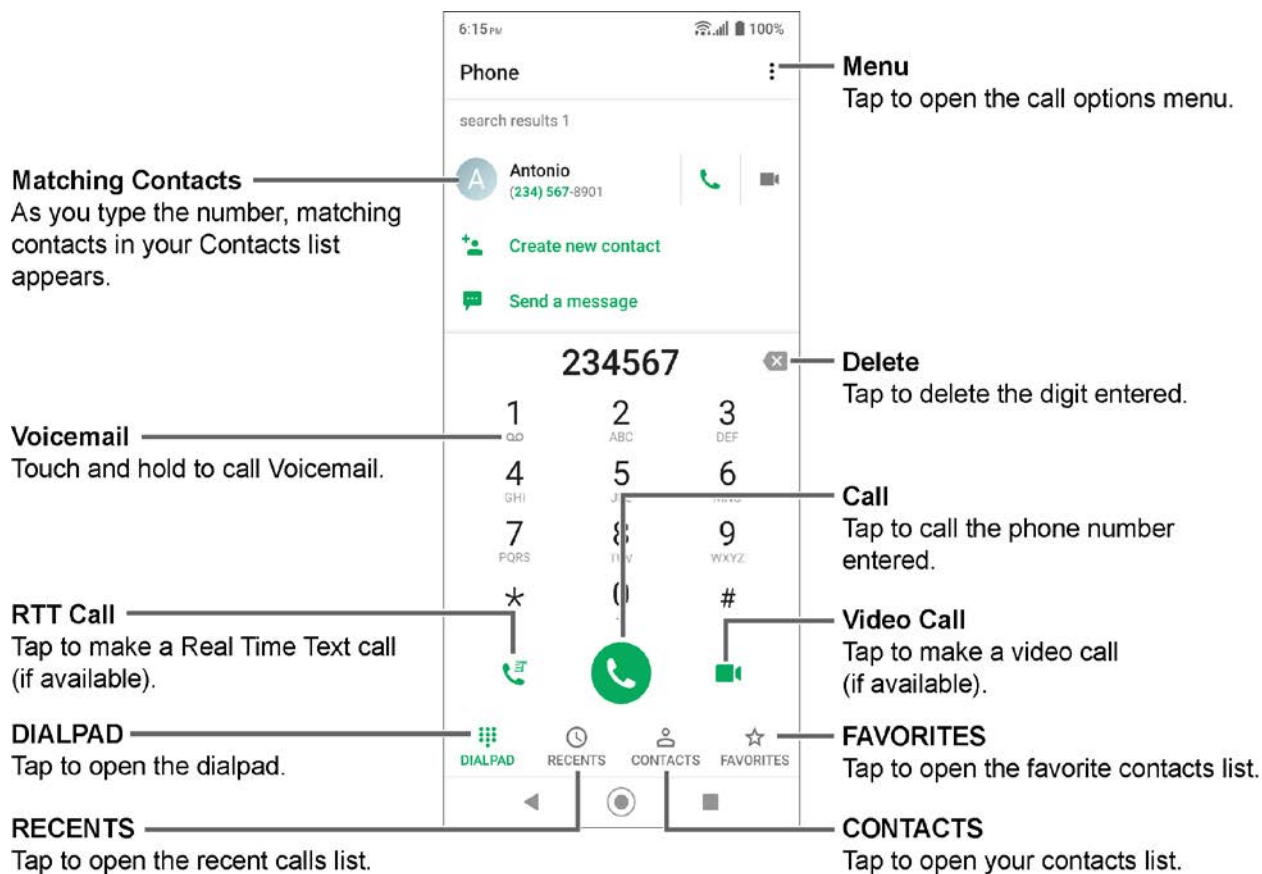 6:15 PM
100%
Phone
Menu
Tap to open the call options menu.
search results 1
Matching Contacts
As you type the number, matching
contacts in your Contacts list
appears.
A
Antonio
(234) 567-8901
Create new contact
Send a message
234567
Delete
Tap to delete the digit entered.
1 2 3
ABC DEF
Voicemail
Touch and hold to call Voicemail.
4 5 6
GHI
Call
Tap to call the phone number
entered.
7 8 9
PQRS WXYZ
* 0 #
RTT Call
Tap to make a Real Time Text call
(if available).
Video Call
Tap to make a video call
(if available).
DIALPAD
Tap to open the dialpad.
DIALPAD RECENTS CONTACTS FAVORITES
FAVORITES
Tap to open the favorite contacts list.
RECENTS
Tap to open the recent calls list.
CONTACTS
Tap to open your contacts list.